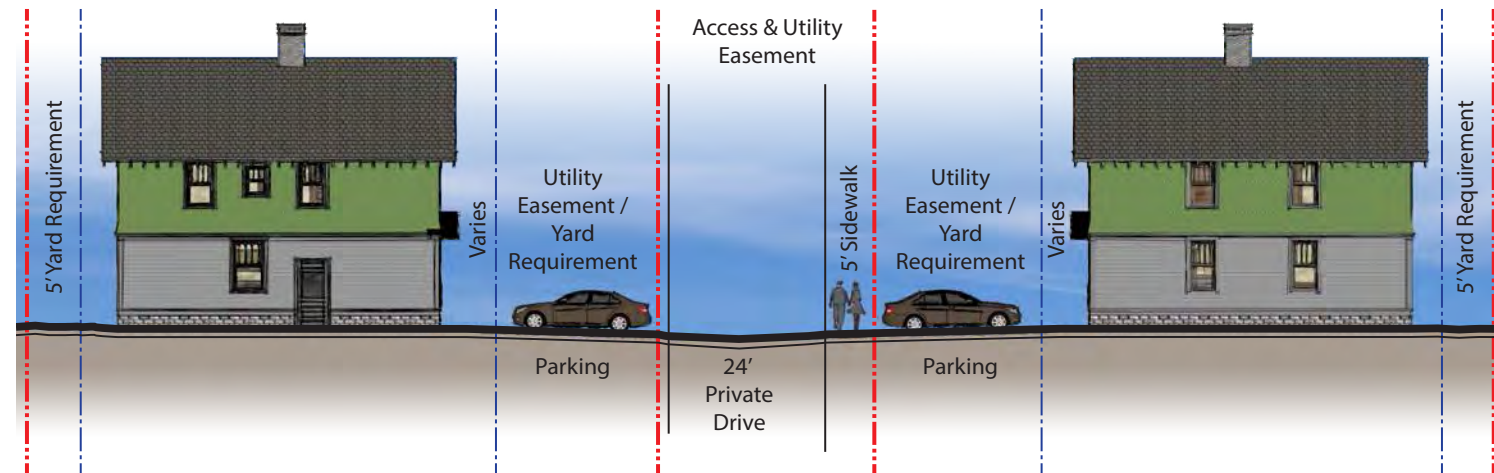 5' Yard Requirement
Varies
Utility
Easement /
Yard
Requirement
Parking
Access & Utility
Easement
24'
Private
Drive
5' Sidewalk
Utility
Easement /
Yard
Requirement
Parking
Varies
5' Yard Requirement